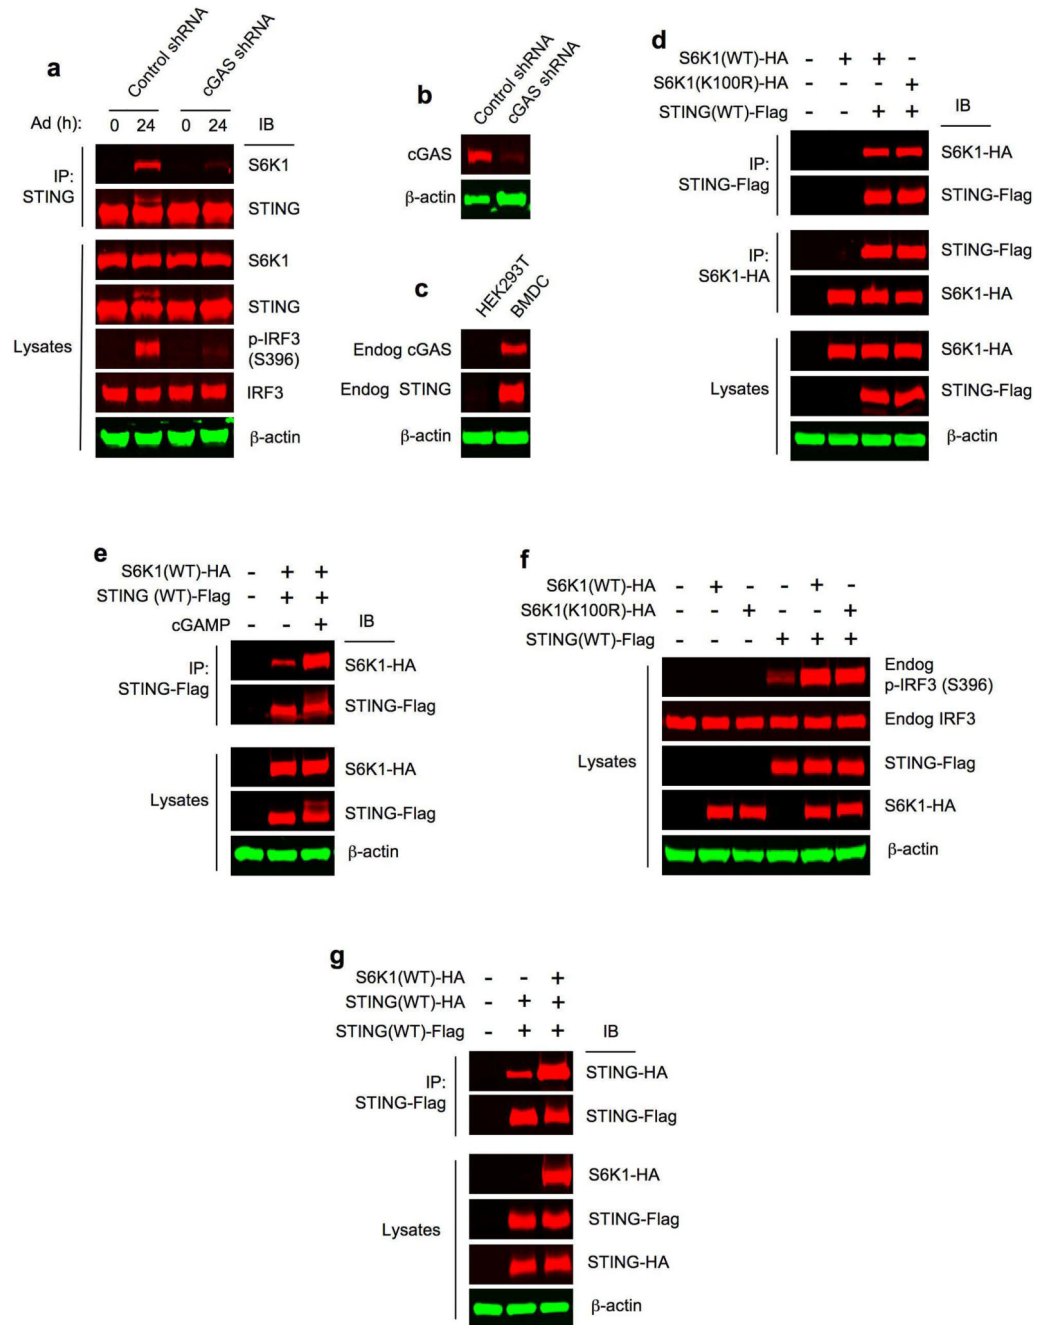 a
Control shRNA
cGAS shRNA
Ad (h): 0 24 0 24 IB
IP:
STING
S6K1
STING
Lysates
S6K1
STING
p-IRF3
(S396)
IRF3
β-actin
b
Control shRNA
cGAS shRNA
cGAS
β-actin
c
HEK293T
BMDC
Endog cGAS
Endog STING
β-actin
d
S6K1(WT)-HA - + + -
S6K1(K100R)-HA - - - +
STING(WT)-Flag - - + +
IB
IP:
STING-Flag
S6K1-HA
STING-Flag
IP:
S6K1-HA
STING-Flag
S6K1-HA
Lysates
S6K1-HA
STING-Flag
β-actin
e
S6K1(WT)-HA - + +
STING (WT)-Flag - + +
cGAMP +
IB
IP:
STING-Flag
S6K1-HA
STING-Flag
Lysates
S6K1-HA
STING-Flag
β-actin
f
S6K1(WT)-HA - + - - + -
S6K1(K100R)-HA - - + - - +
STING(WT)-Flag - - - + + +
Lysates
Endog
p-IRF3 (S396)
Endog IRF3
STING-Flag
S6K1-HA
β-actin
g
S6K1(WT)-HA - - +
STING(WT)-HA - + +
STING(WT)-Flag - + +
IB
IP:
STING-Flag
STING-HA
STING-Flag
Lysates
S6K1-HA
STING-Flag
STING-HA
β-actin